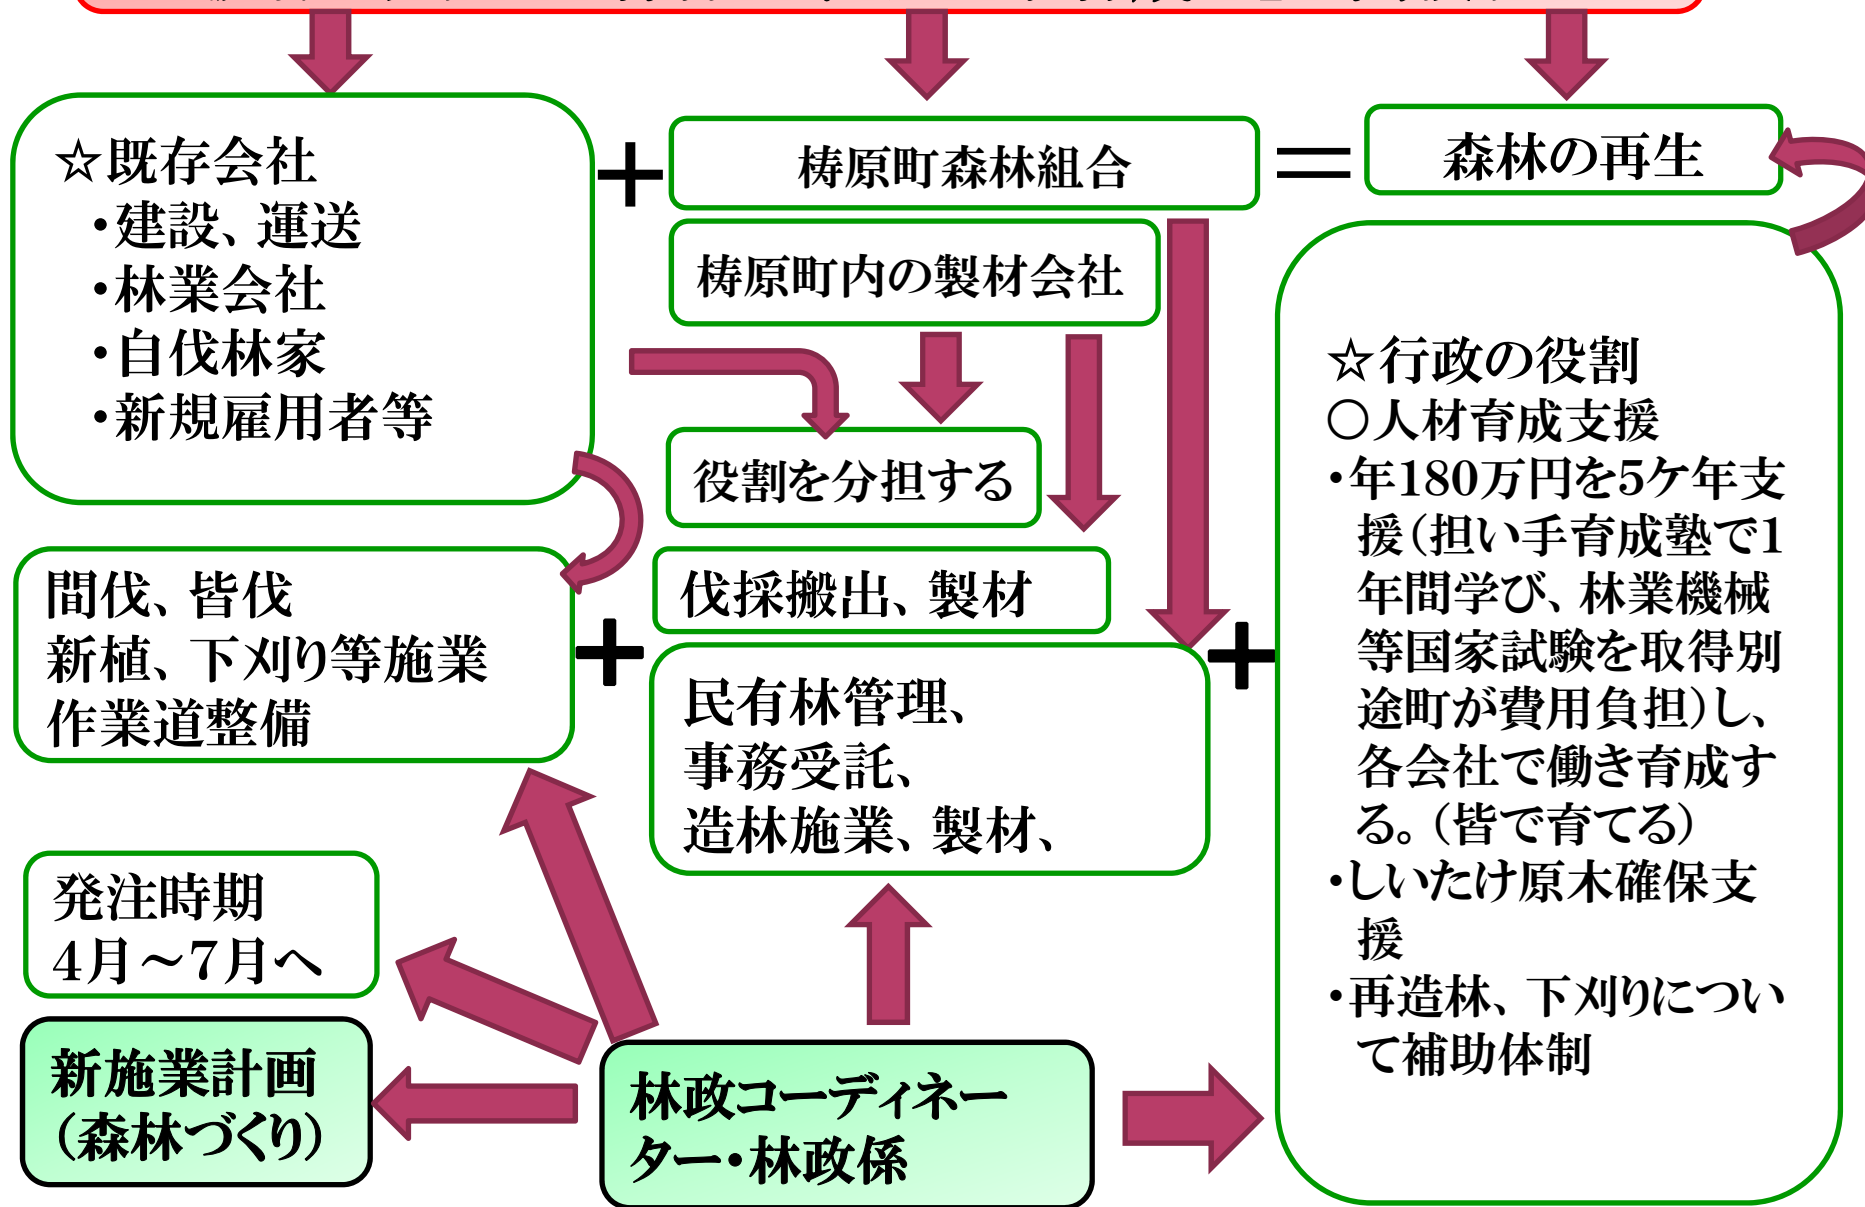 ☆既存会社
・建設、運送
・林業会社
・自伐林家
・新規雇用者等
＋
梼原町森林組合
＝
森林の再生
梼原町内の製材会社
役割を分担する
間伐、皆伐
新植、下刈り等施業
作業道整備
＋
伐採搬出、製材
民有林管理、
事務受託、
造林施業、製材、
＋
☆行政の役割
〇人材育成支援
・年180万円を5ケ年支
援（担い手育成塾で1
年間学び、林業機械
等国家試験を取得別
途町が費用負担）し、
各会社で働き育成す
る。（皆で育てる）
・しいたけ原木確保支
援
・再造林、下刈りについ
て補助体制
発注時期
4月～7月へ
新施業計画
（森林づくり）
林政コーディネー
ター・林政係